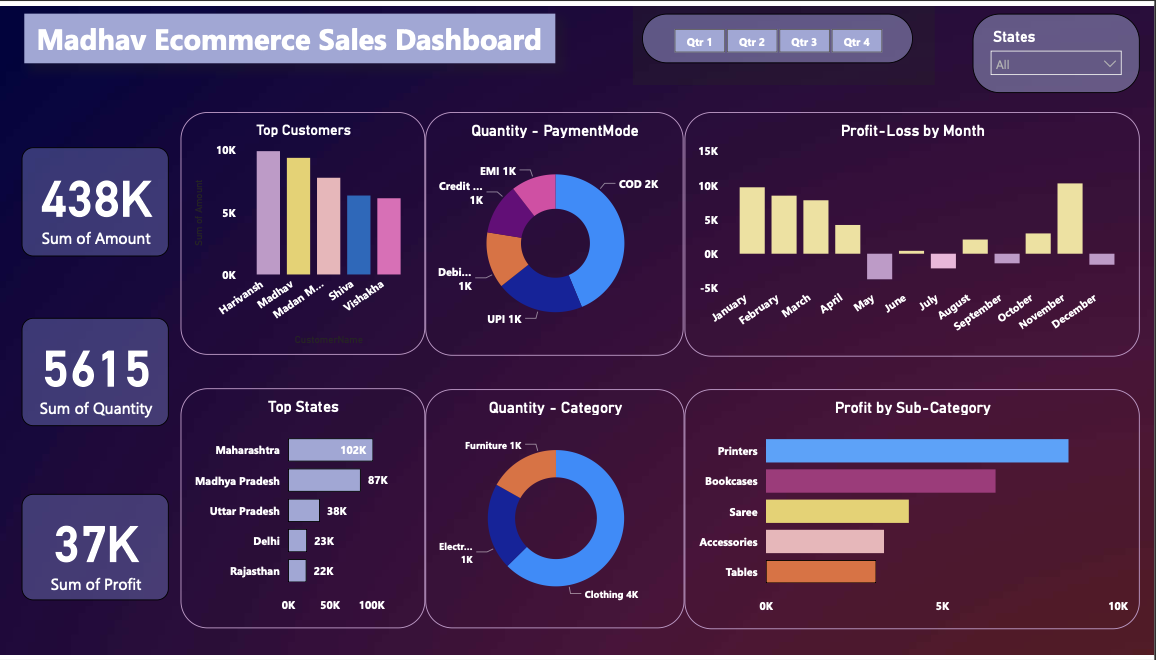 Madhav Ecommerce Sales Dashboard
Qtr 1
Qtr 2
Qtr 3
Qtr 4
States
All
438K
Sum of Amount
5615
Sum of Quantity
37K
Sum of Profit
Top Customers
10K
5K
0K
Sum of Amount
Harivansh
Madhav
Madan M...
Shiva
Vishakha
CustomerName
Quantity - PaymentMode
EMI 1K
Credit ...
1K
Debi...
1K
UPI 1K
COD 2K
Profit-Loss by Month
15K
10K
5K
0K
-5K
January
February
March
April
May
June
July
August
September
October
November
December
Top States
Maharashtra
102K
Madhya Pradesh
87K
Uttar Pradesh
38K
Delhi
23K
Rajasthan
22K
0K
50K
100K
Quantity - Category
Furniture 1K
Electr...
1K
Clothing 4K
Profit by Sub-Category
Printers
Bookcases
Saree
Accessories
Tables
0K
5K
10K